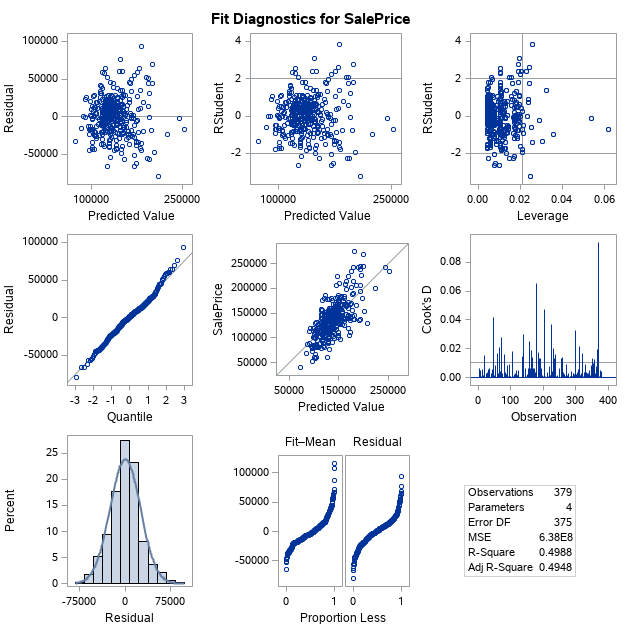 Fit Diagnostics for SalePrice
100000
50000
0
-50000
Residual
100000
250000
Predicted Value
4
2
0
-2
RStudent
100000
250000
Predicted Value
4
2
0
-2
RStudent
0.00
0.02
0.04
0.06
Leverage
100000
50000
0
-50000
Residual
-3
-2
-1
0
1
2
3
Quantile
250000
200000
150000
100000
50000
SalePrice
50000
150000
250000
Predicted Value
0.08
0.06
0.04
0.02
0.00
Cook's D
0
100
200
300
400
Observation
25
20
15
10
5
0
Percent
-75000
0
75000
Residual
Fit–Mean
Residual
100000
50000
0
-50000
0
1
0
1
Proportion Less
Observations 379
Parameters 4
Error DF 375
MSE 6.38E8
R-Square 0.4988
Adj R-Square 0.4948